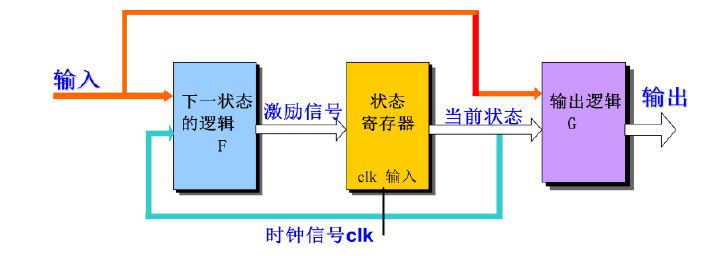 输入
下一状态
的逻辑
F
激励信号
状态
寄存器
clk 输入
当前状态
输出逻辑
G
输出
时钟信号clk